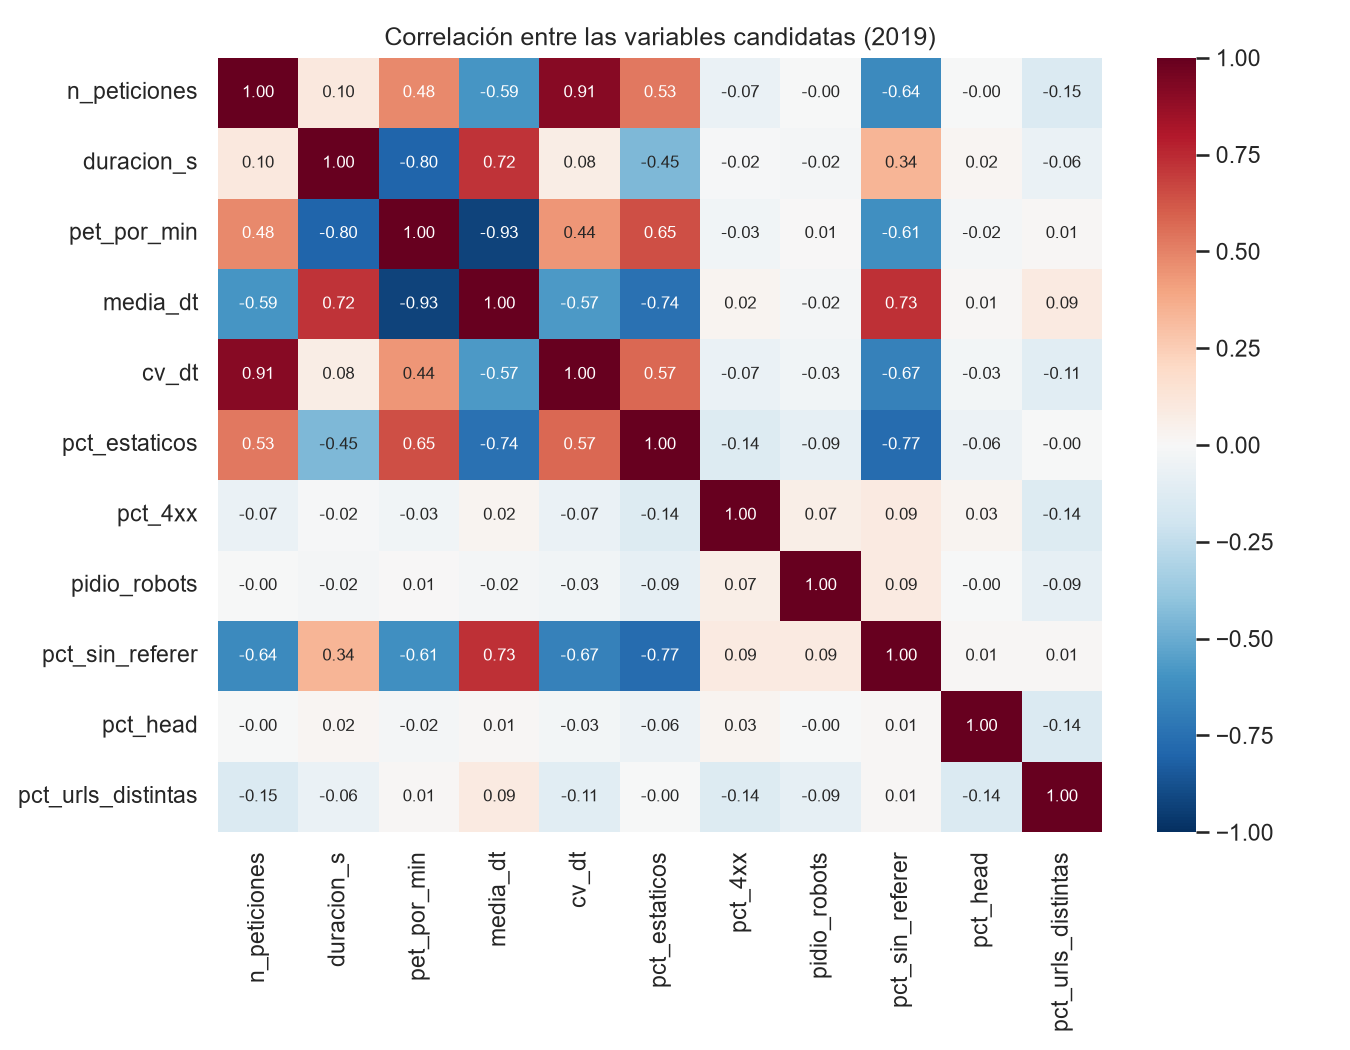 Correlación entre las variables candidatas (2019)
n_peticiones 1.00 0.10 0.48 -0.59 0.91 0.53 -0.07 -0.00 -0.64 -0.00 -0.15
duracion_s 0.10 1.00 -0.80 0.72 0.08 -0.45 -0.02 -0.02 0.34 0.02 -0.06
pet_por_min 0.48 -0.80 1.00 -0.93 0.44 0.65 -0.03 0.01 -0.61 -0.02 0.01
media_dt -0.59 0.72 -0.93 1.00 -0.57 -0.74 0.02 -0.02 0.73 0.01 0.09
cv_dt 0.91 0.08 0.44 -0.57 1.00 0.57 -0.07 -0.03 -0.67 -0.03 -0.11
pct_estaticos 0.53 -0.45 0.65 -0.74 0.57 1.00 -0.14 -0.09 -0.77 -0.06 -0.00
pct_4xx -0.07 -0.02 -0.03 0.02 -0.07 -0.14 1.00 0.07 0.09 0.03 -0.14
pidio_robots -0.00 -0.02 0.01 -0.02 -0.03 -0.09 0.07 1.00 0.09 -0.00 -0.09
pct_sin_referer -0.64 0.34 -0.61 0.73 -0.67 -0.77 0.09 0.09 1.00 0.01 0.01
pct_head -0.00 0.02 -0.02 0.01 -0.03 -0.06 0.03 -0.00 0.01 1.00 -0.14
pct_urls_distintas -0.15 -0.06 0.01 0.09 -0.11 -0.00 -0.14 -0.09 0.01 -0.14 1.00
n_peticiones
duracion_s
pet_por_min
media_dt
cv_dt
pct_estaticos
pct_4xx
pidio_robots
pct_sin_referer
pct_head
pct_urls_distintas
1.00
0.75
0.50
0.25
0.00
−0.25
−0.50
−0.75
−1.00